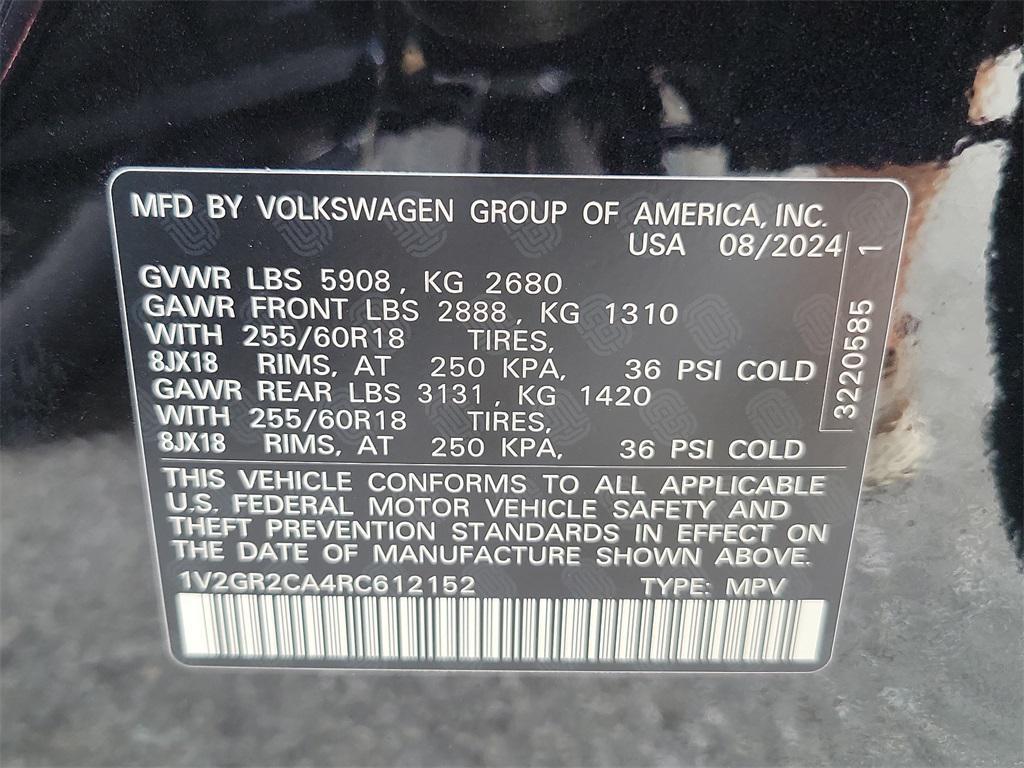 MFD BY VOLKSWAGEN GROUP OF AMERICA, INC.
USA 08/2024
GVWR LBS 5908, KG 2680
GAWR FRONT LBS 2888, KG 1310
WITH 255/60R18 TIRES,
8JX18 RIMS, AT 250 KPA, 36 PSI COLD
GAWR REAR LBS 3131, KG 1420
WITH 255/60R18 TIRES,
8JX18 RIMS, AT 250 KPA, 36 PSI COLD
3220585 1
THIS VEHICLE CONFORMS TO ALL APPLICABLE
U.S. FEDERAL MOTOR VEHICLE SAFETY AND
THEFT PREVENTION STANDARDS IN EFFECT ON
THE DATE OF MANUFACTURE SHOWN ABOVE.
1V2GR2CA4RC612152 TYPE: MPV